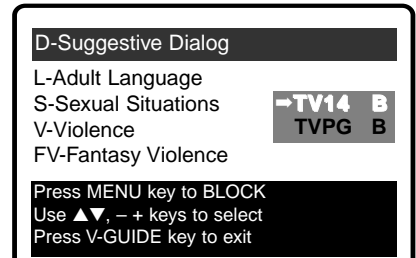 D-Suggestive Dialog
L-Adult Language
S-Sexual Situations ➡TV14 B
V-Violence TVPG B
FV-Fantasy Violence
Press MENU key to BLOCK
Use ▲▼, – + keys to select
Press V-GUIDE key to exit